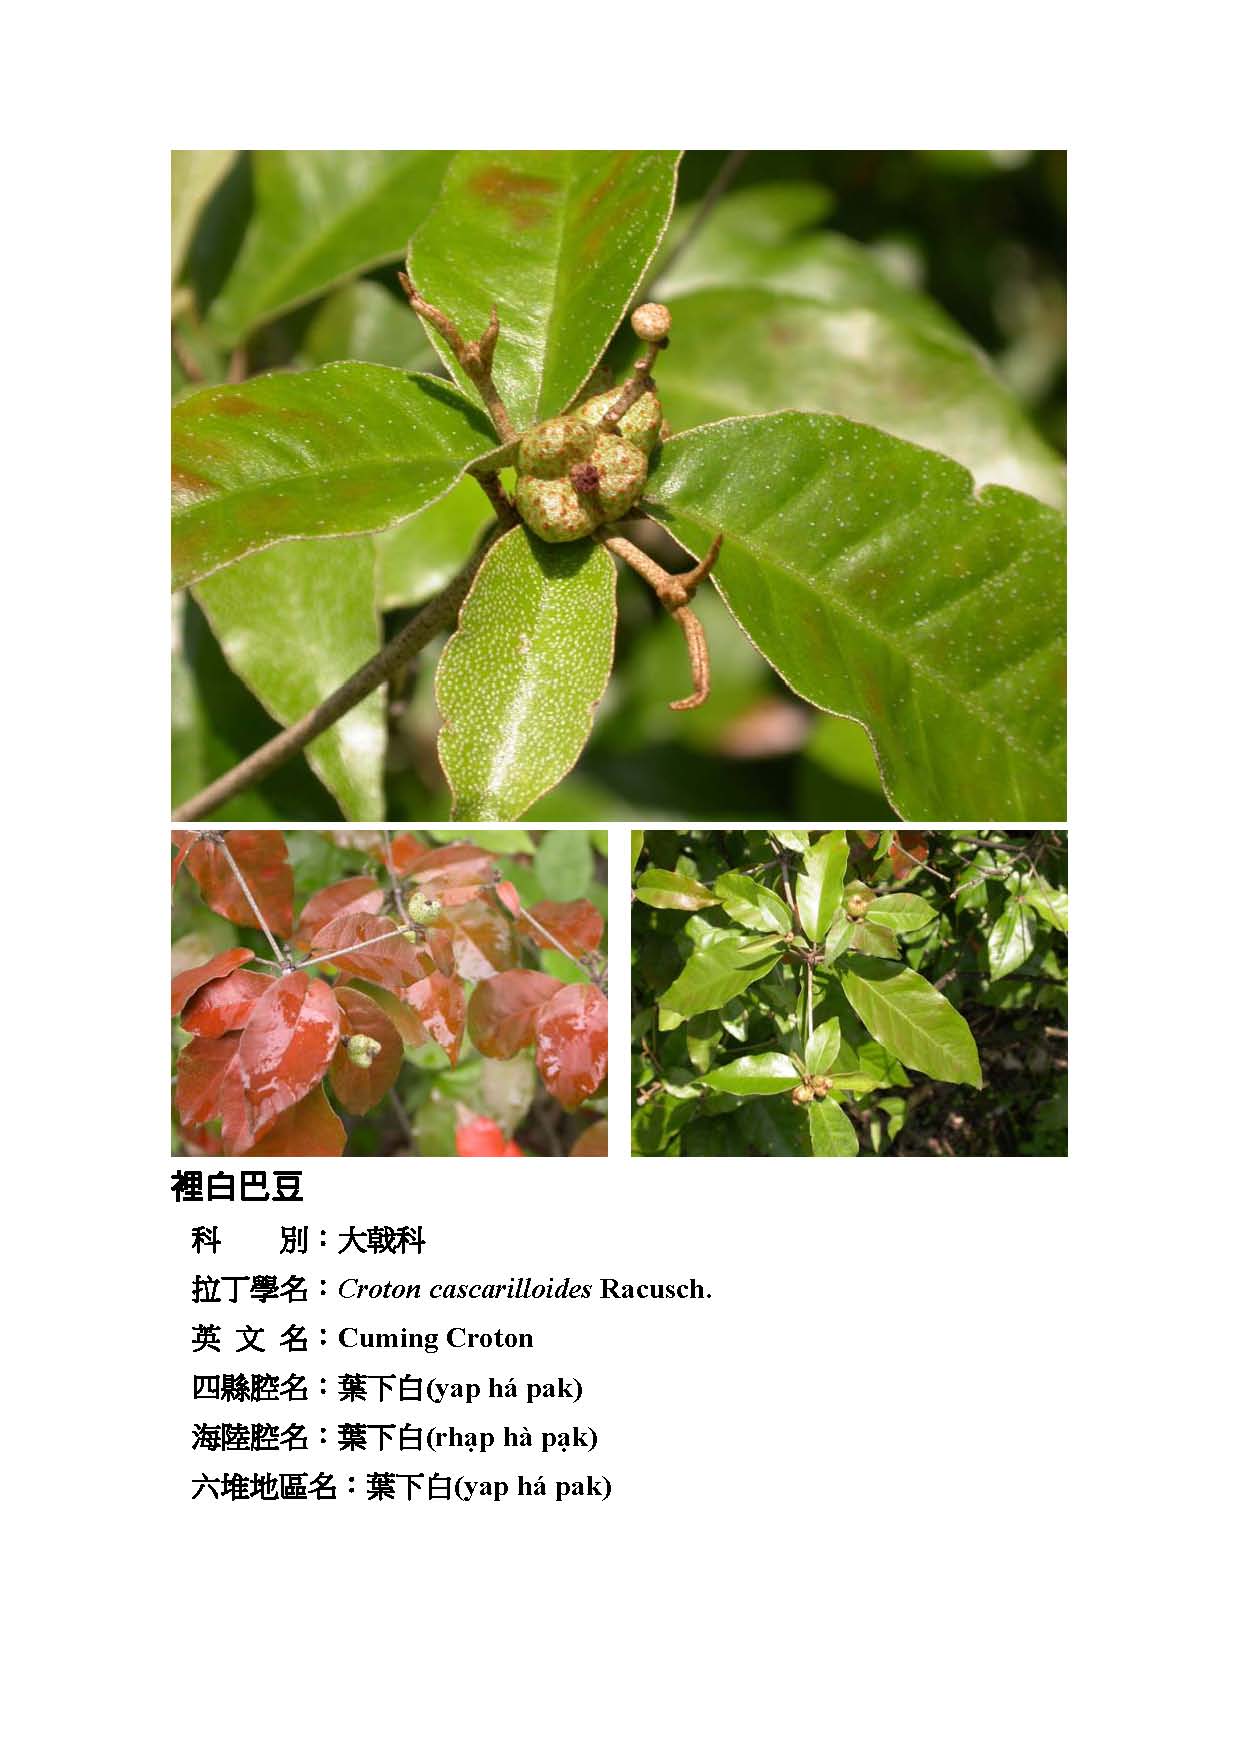 裡白巴豆
科　　別：大戟科
拉丁學名：Croton cascarilloides Racusch.
英 文 名：Cuming Croton
四縣腔名：葉下白(yap há pak)
海陸腔名：葉下白(rha̠p hà pa̠k)
六堆地區名：葉下白(yap há pak)